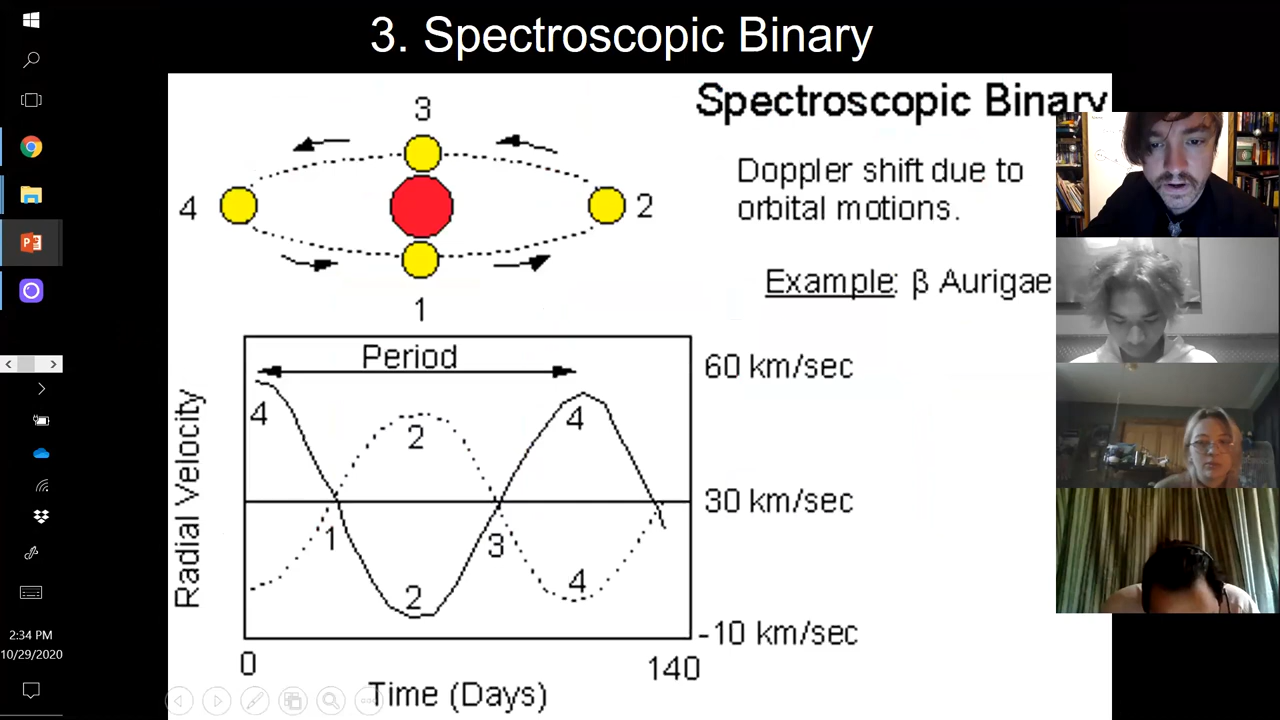 3. Spectroscopic Binary
Spectroscopic Binary
3
4
2
1
Doppler shift due to
orbital motions.
Example: β Aurigae
Period
60 km/sec
4
2
4
30 km/sec
1
3
2
4
-10 km/sec
Radial Velocity
0
140
Time (Days)
2:34 PM
10/29/2020